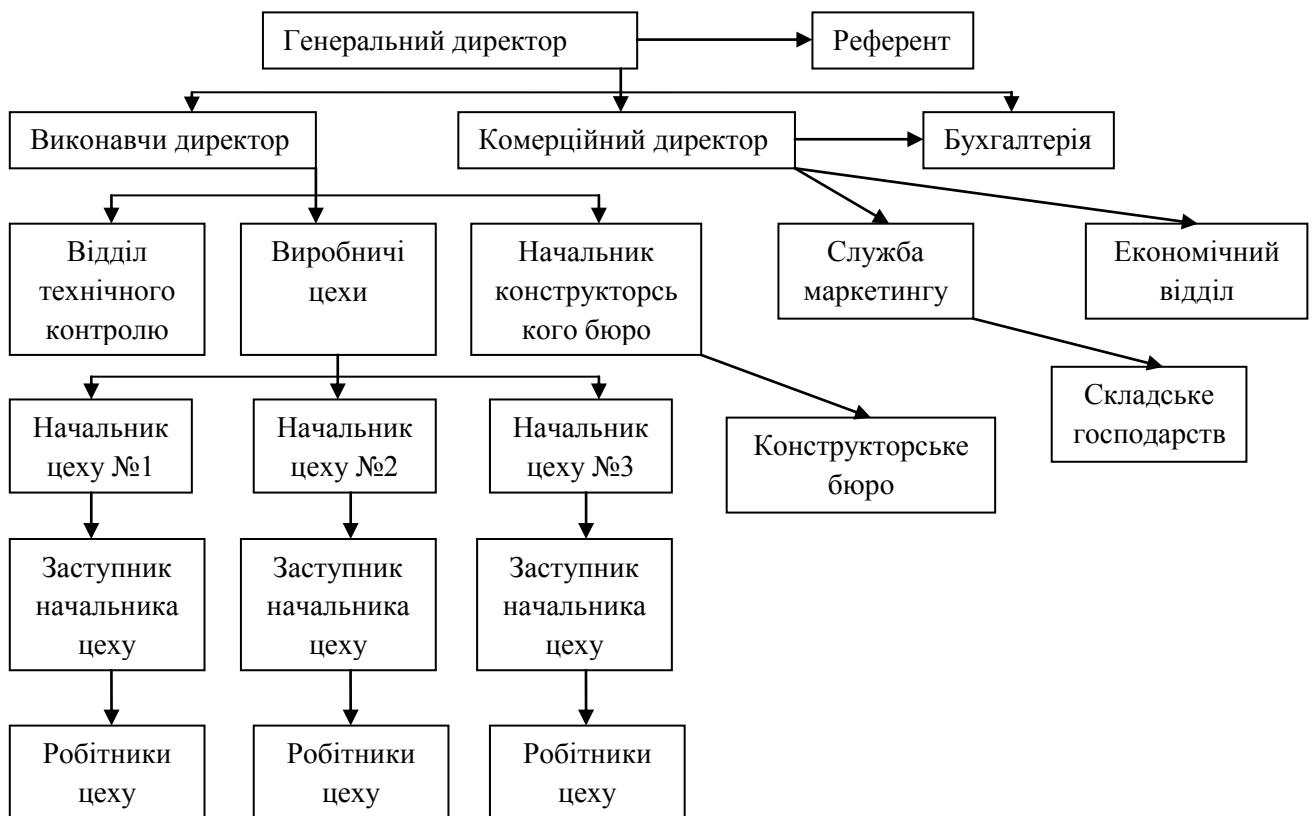 Генеральний директор
Референт
Виконавчи директор
Комерційний директор
Бухгалтерія
Відділ
технічного
контролю
Виробничі
цехи
Начальник
конструкторсь
кого бюро
Служба
маркетингу
Економічний
відділ
Начальник
цеху №1
Начальник
цеху №2
Начальник
цеху №3
Конструкторське
бюро
Складське
господарств
Заступник
начальника
цеху
Заступник
начальника
цеху
Заступник
начальника
цеху
Робітники
цеху
Робітники
цеху
Робітники
цеху